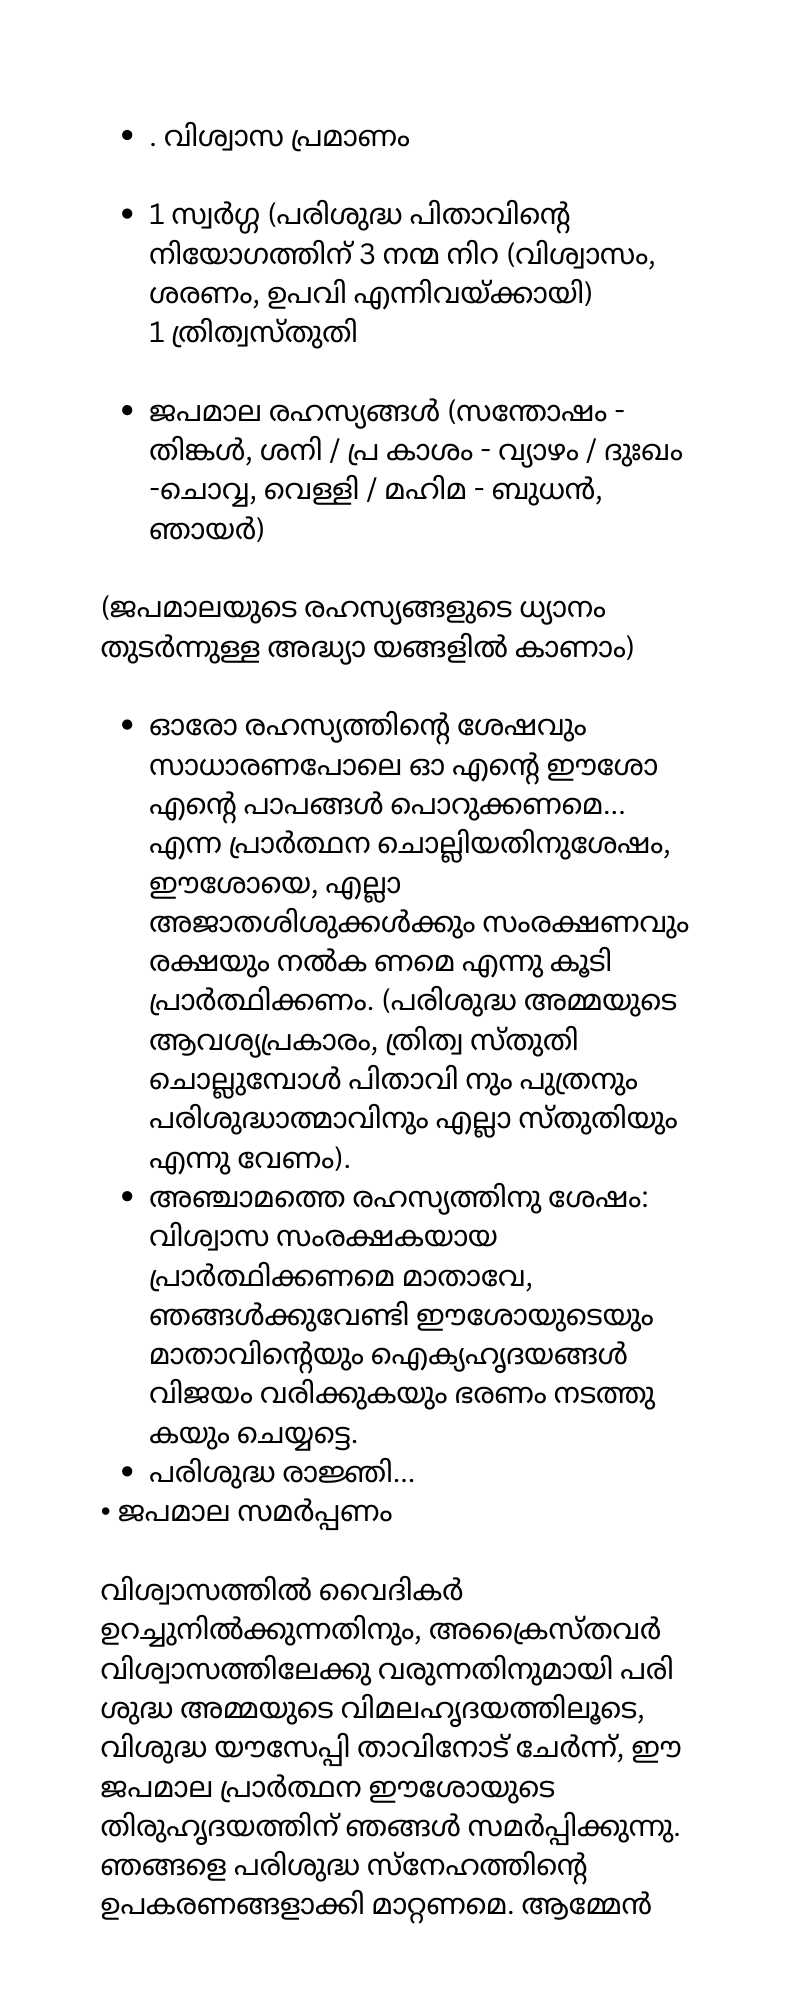 • . വിശ്വാസ പ്രമാണം
• 1 സ്വർഗ്ഗ (പരിശുദ്ധ പിതാവിന്റെ
നിയോഗത്തിന് 3 നന്മ നിറ (വിശ്വാസം,
ശരണം, ഉപവി എന്നിവയ്ക്കായി)
1 ത്രിത്വസ്തുതി
• ജപമാല രഹസ്യങ്ങൾ (സന്തോഷം -
തിങ്കൾ, ശനി / പ്ര കാശം - വ്യാഴം / ദുഃഖം
-ചൊവ്വ, വെള്ളി / മഹിമ - ബുധൻ,
ഞായർ)
(ജപമാലയുടെ രഹസ്യങ്ങളുടെ ധ്യാനം
തുടർന്നുള്ള അദ്ധ്യാ യങ്ങളിൽ കാണാം)
• ഓരോ രഹസ്യത്തിന്റെ ശേഷവും
സാധാരണപോലെ ഓ എന്റെ ഈശോ
എന്റെ പാപങ്ങൾ പൊറുക്കണമെ...
എന്ന പ്രാർത്ഥന ചൊല്ലിയതിനുശേഷം,
ഈശോയെ, എല്ലാ
അജാതശിശുക്കൾക്കും സംരക്ഷണവും
രക്ഷയും നൽക ണമെ എന്നു കൂടി
പ്രാർത്ഥിക്കണം. (പരിശുദ്ധ അമ്മയുടെ
ആവശ്യപ്രകാരം, ത്രിത്വ സ്തുതി
ചൊല്ലുമ്പോൾ പിതാവി നും പുത്രനും
പരിശുദ്ധാത്മാവിനും എല്ലാ സ്തുതിയും
എന്നു വേണം).
• അഞ്ചാമത്തെ രഹസ്യത്തിനു ശേഷം:
വിശ്വാസ സംരക്ഷകയായ
പ്രാർത്ഥിക്കണമെ മാതാവേ,
ഞങ്ങൾക്കുവേണ്ടി ഈശോയുടെയും
മാതാവിന്റെയും ഐക്യഹൃദയങ്ങൾ
വിജയം വരിക്കുകയും ഭരണം നടത്തു
കയും ചെയ്യട്ടെ.
• പരിശുദ്ധ രാജ്ഞി...
• ജപമാല സമർപ്പണം
വിശ്വാസത്തിൽ വൈദികർ
ഉറച്ചുനിൽക്കുന്നതിനും, അക്രൈസ്തവർ
വിശ്വാസത്തിലേക്കു വരുന്നതിനുമായി പരി
ശുദ്ധ അമ്മയുടെ വിമലഹൃദയത്തിലൂടെ,
വിശുദ്ധ യൗസേപ്പി താവിനോട് ചേർന്ന്, ഈ
ജപമാല പ്രാർത്ഥന ഈശോയുടെ
തിരുഹൃദയത്തിന് ഞങ്ങൾ സമർപ്പിക്കുന്നു.
ഞങ്ങളെ പരിശുദ്ധ സ്നേഹത്തിന്റെ
ഉപകരണങ്ങളാക്കി മാറ്റണമെ. ആമ്മേൻ